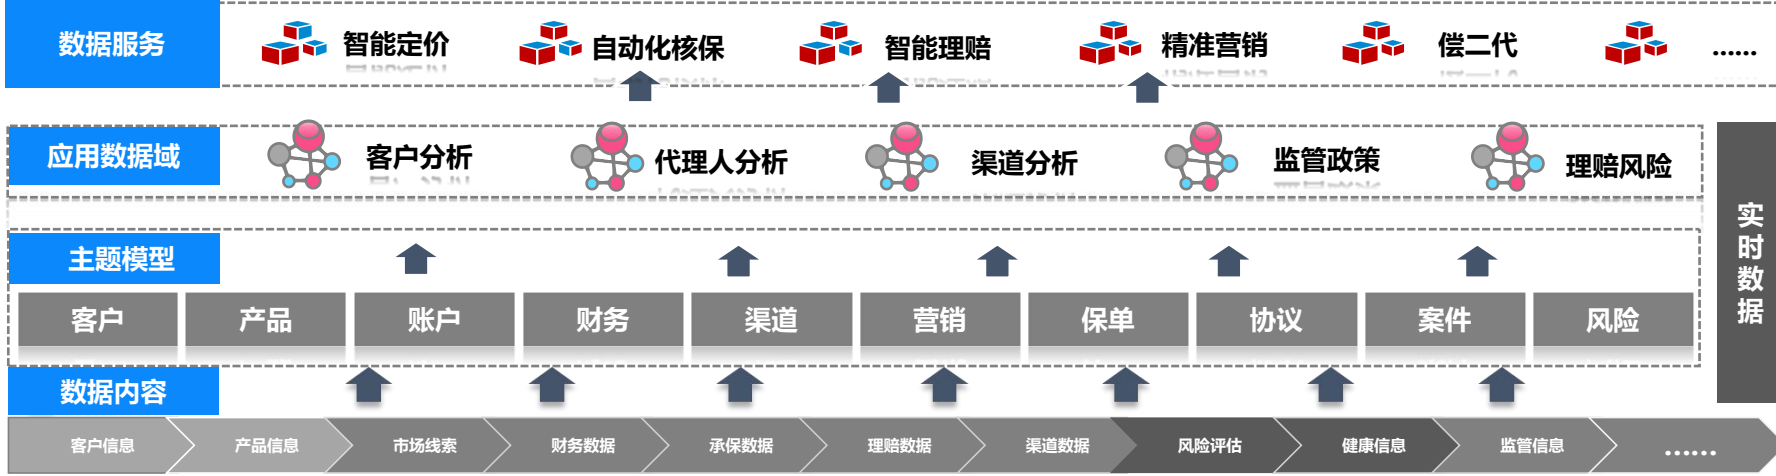 数据服务
智能定价
自动化核保
智能理赔
精准营销
偿二代
......
应用数据域
客户分析
代理人分析
渠道分析
监管政策
理赔风险
实时数据
主题模型
客户
产品
账户
财务
渠道
营销
保单
协议
案件
风险
数据内容
客户信息
产品信息
市场线索
财务数据
承保数据
理赔数据
渠道数据
风险评估
健康信息
监管信息
......